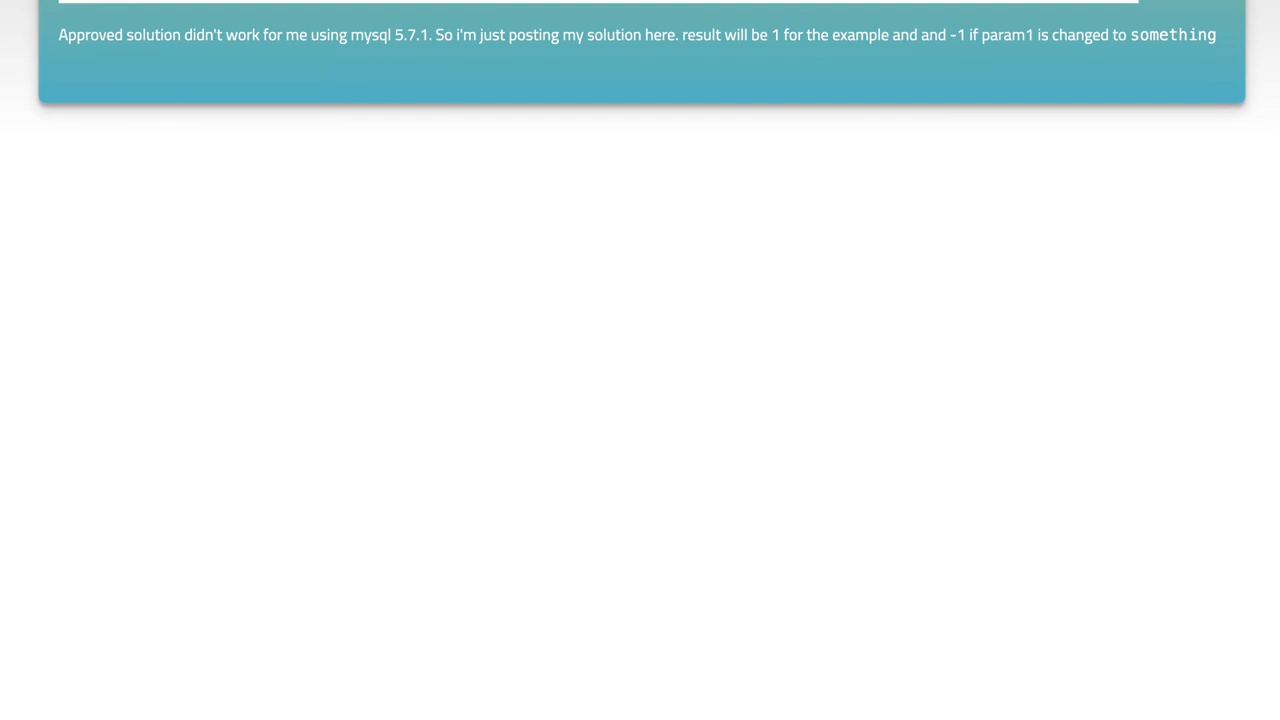 Approved solution didn't work for me using mysql 5.7.1. So i'm just posting my solution here. result will be 1 for the example and and -1 if param1 is changed to something